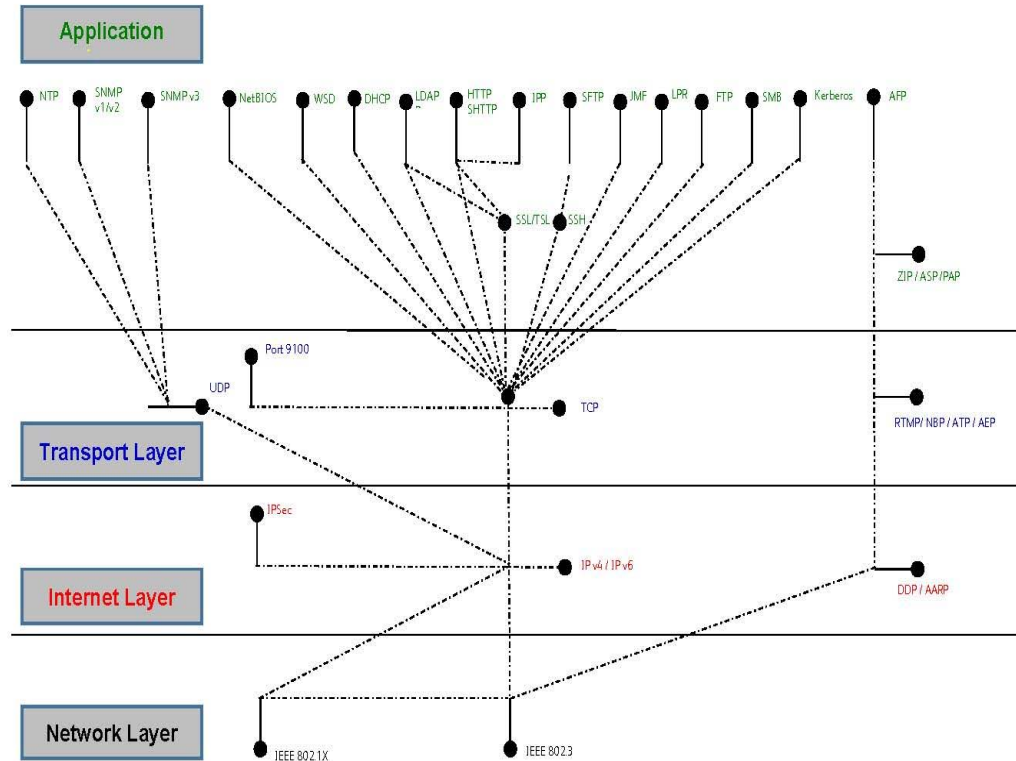 Application
NTP
SNMP
v1/v2
SNMP v3
NetBIOS
WSD
DHCP
LDAP
HTTP
SHTTP
IPP
SFTP
JMF
LPR
FTP
SMB
Kerberos
AFP
SSL/TSL
SSH
ZIP / ASP /PAP
Port 9100
UDP
TCP
RTMP/ NBP / ATP / AEP
Transport Layer
IPSec
IP v4 / IP v6
DDP / AARP
Internet Layer
Network Layer
IEEE 802.1X
IEEE 802.3